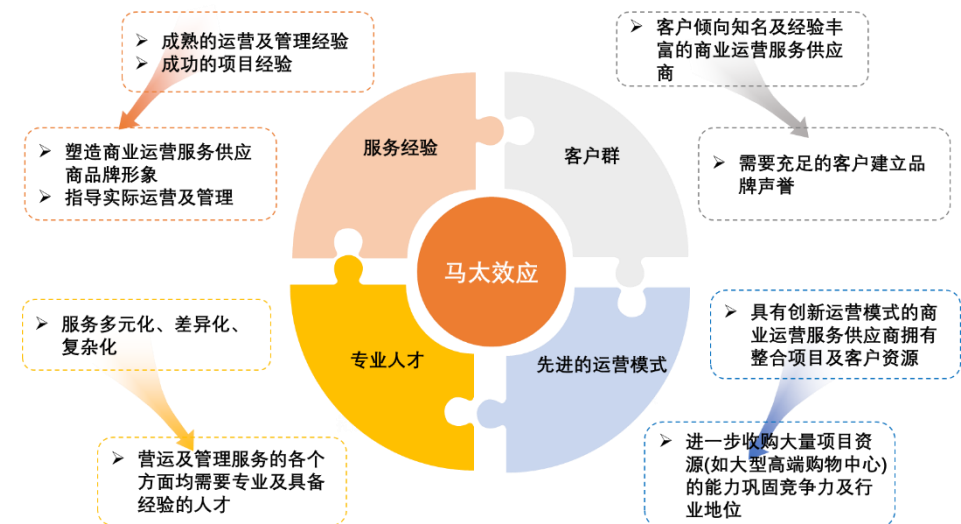 ➢ 成熟的运营及管理经验
➢ 成功的项目经验
➢ 塑造商业运营服务供应
商品牌形象
➢ 指导实际运营及管理
➢ 客户倾向知名及经验丰
富的商业运营服务供应
商
➢ 需要充足的客户建立品
牌声誉
服务经验
客户群
马太效应
专业人才
先进的运营模式
➢ 服务多元化、差异化、
复杂化
➢ 营运及管理服务的各个
方面均需要专业及具备
经验的人才
➢ 具有创新运营模式的商
业运营服务供应商拥有
整合项目及客户资源
➢ 进一步收购大量项目资
源(如大型高端购物中心)
的能力巩固竞争力及行
业地位